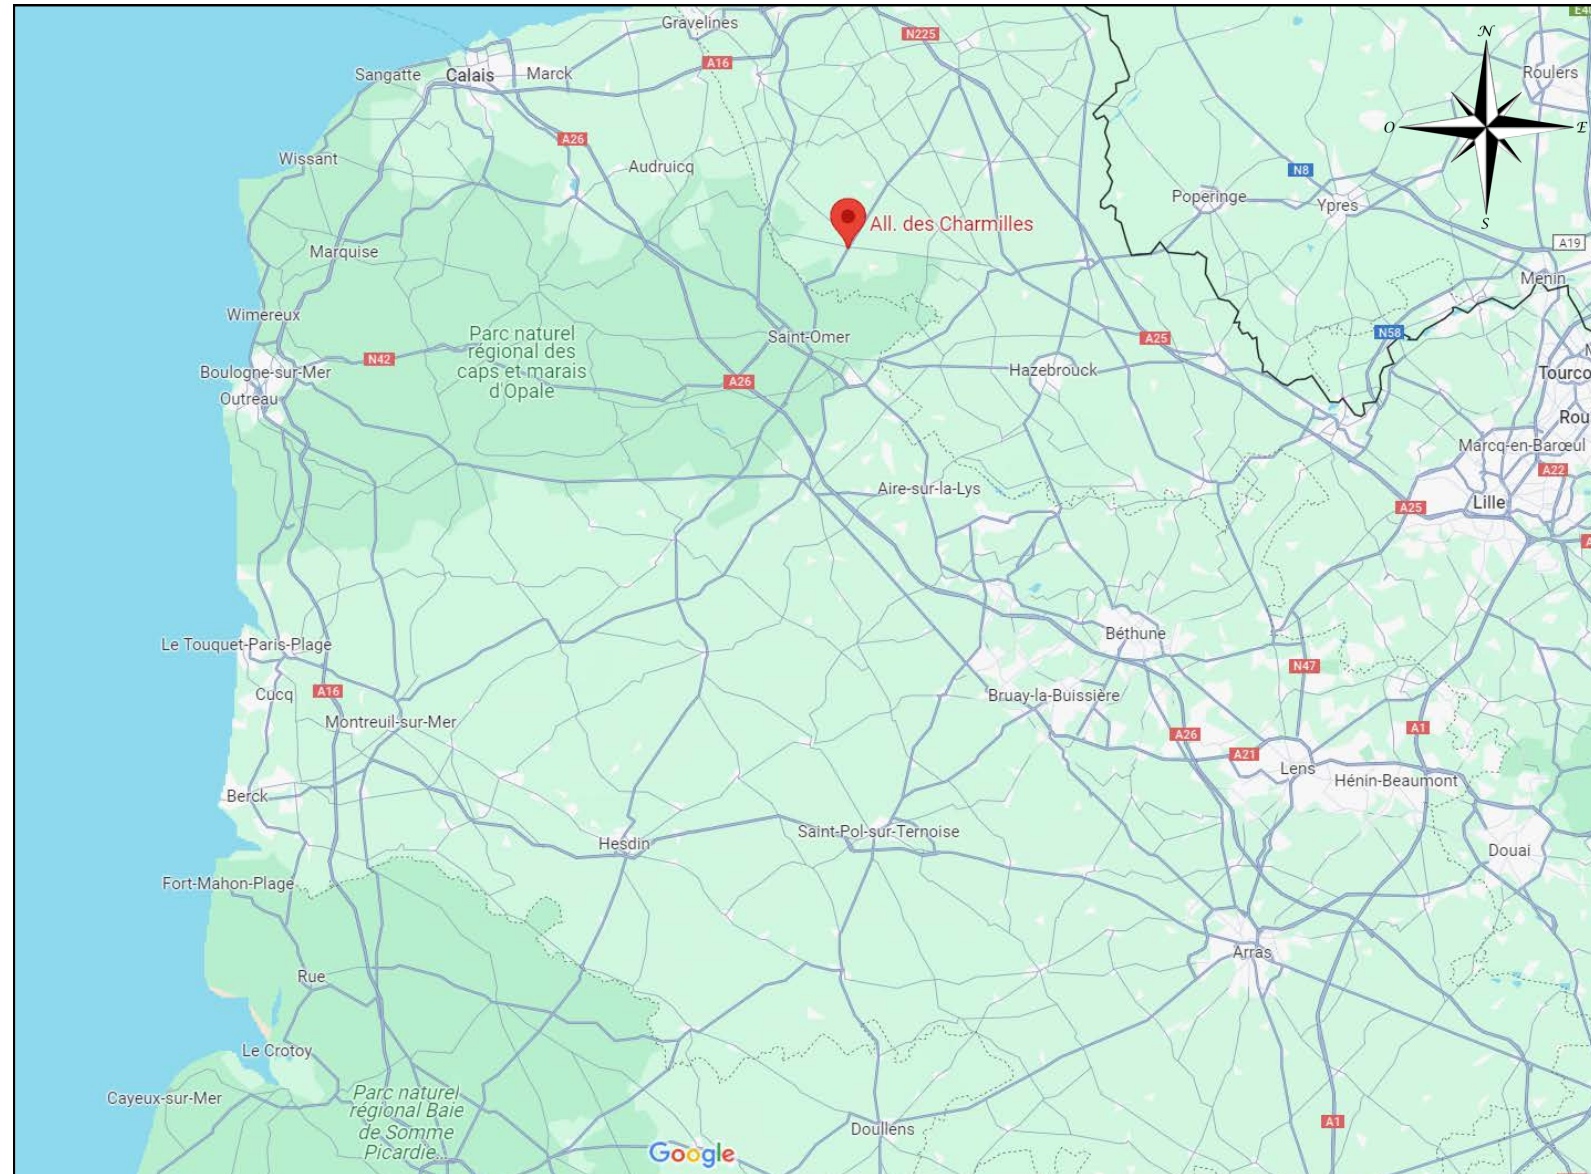 Gravelines
N225
E4
N
Sangatte
Calais
Marck
A16
Roulers
A26
O
E
Wissant
Audruicq
N8
Poperinge
Ypres
S
All. des Charmilles
A19
Marquise
Menin
Wimereux
Parc naturel
régional des
caps et marais
d'Opale
Saint-Omer
A25
N58
N42
Boulogne-sur-Mer
Outreau
A26
Hazebrouck
Tourco
Rou
Marcq-en-Barœul
A22
Aire-sur-la-Lys
A25
Lille
Le Touquet-Paris-Plage
Béthune
Cucq
A16
N47
Bruay-la-Buissière
Montreuil-sur-Mer
A26
A1
A21
Lens
Hénin-Beaumont
Berck
Hesdin
Saint-Pol-sur-Ternoise
Douai
Fort-Mahon-Plage
Arras
Rue
Le Crotoy
Cayeux-sur-Mer
Parc naturel
régional Baie
de Somme
Picardie...
Doullens
A1
Google